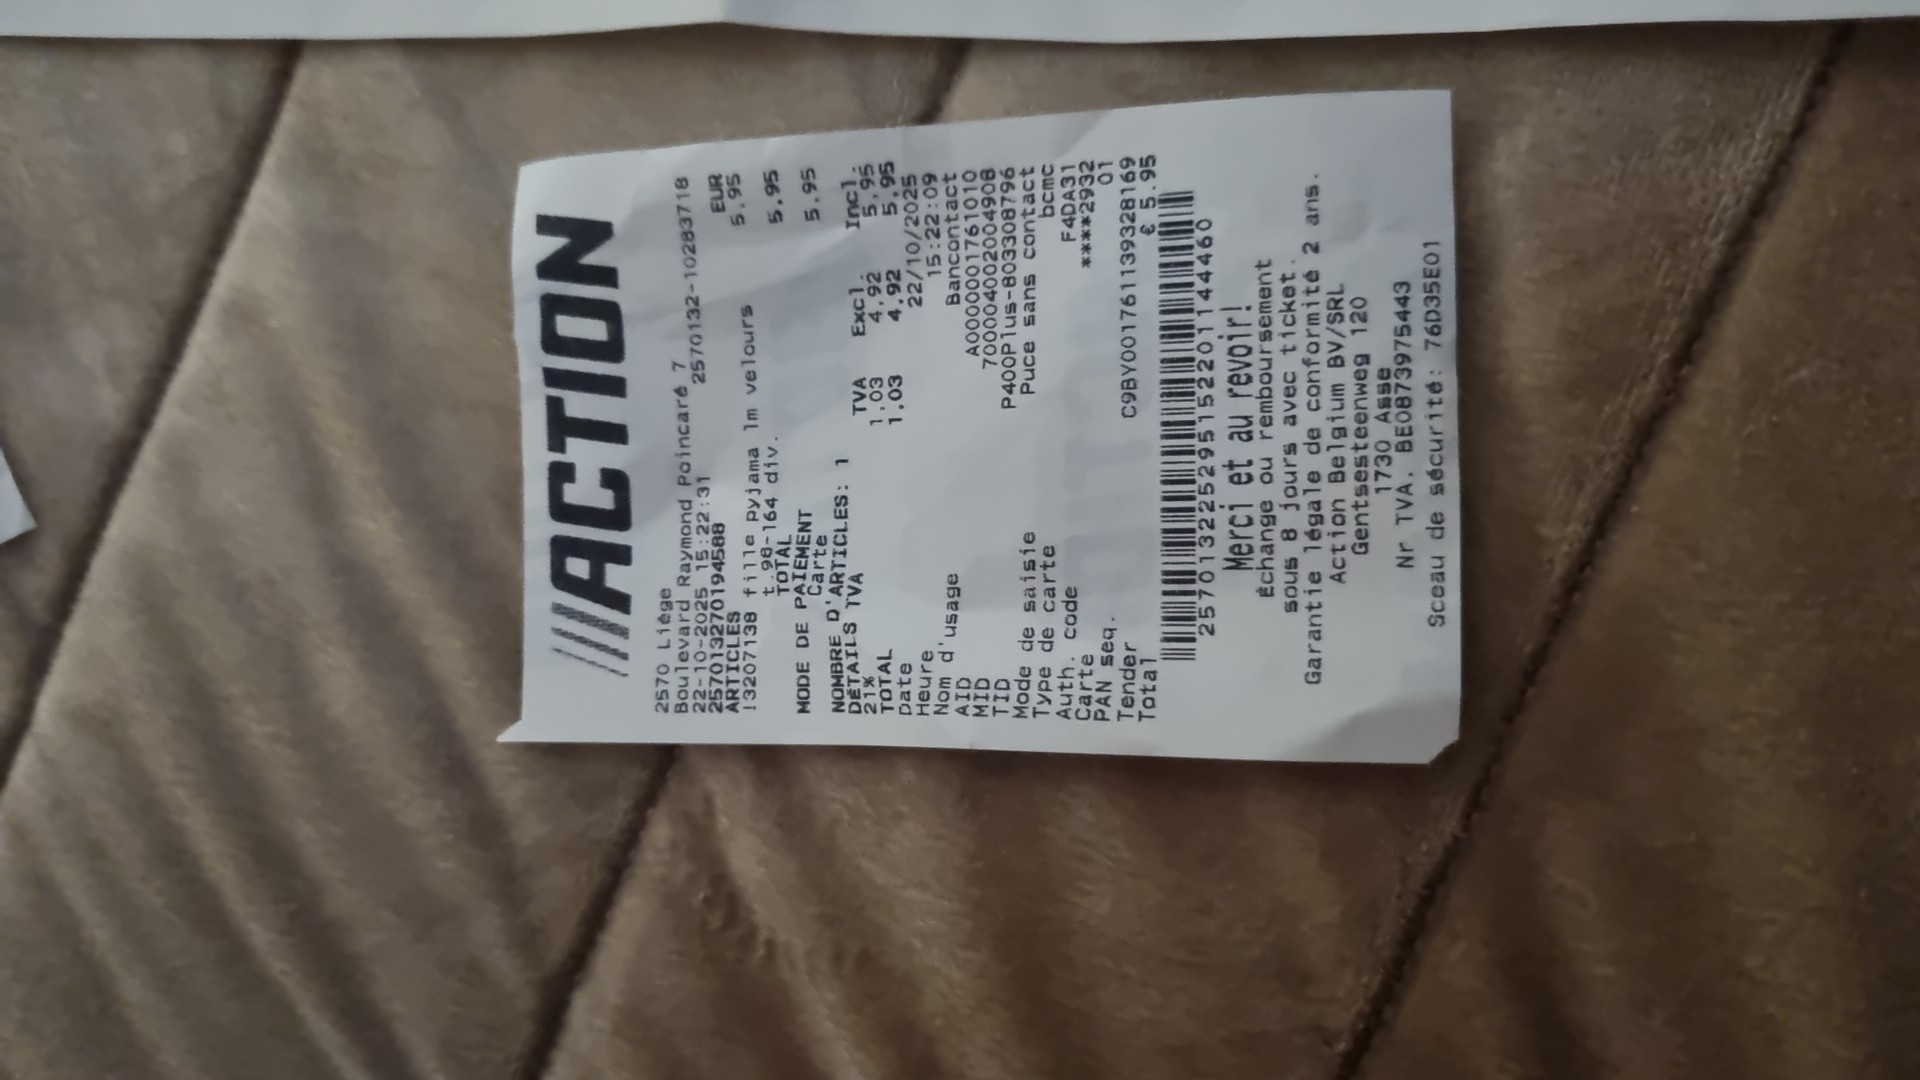 ///ACTION
2570 Liège
Boulevard Raymond Poincaré 7
22-10-2025 15:22:31 2570132-10283718
257013270194588
ARTICLES EUR
!3207138 fille pyjama 1m velours 5.95
t.98-164 div.
TOTAL 5.95
MODE DE PAIEMENT
Carte 5.95
NOMBRE D'ARTICLES: 1
DÉTAILS TVA TVA Excl. Incl.
21% 1.03 4.92 5.95
TOTAL 1.03 4.92 5.95
Date 22/10/2025
Heure 15:22:09
Nom d'usage Bancontact
AID A0000001761010
MID 7000040020004908
TID P400Plus-803308796
Mode de saisie Puce sans contact
Type de carte bcmc
Auth. code F4DA31
Carte ****2932
PAN seq. 01
Tender C9BY001761139328169
Total € 5.95
257013225295152201144460
Merci et au revoir!
Échange ou remboursement
sous 8 jours avec ticket.
Garantie légale de conformité 2 ans.
Action Belgium BV/SRL
Gentsesteenweg 120
1730 Asse
Nr TVA. BE0873975443
Sceau de sécurité: 76D35E01